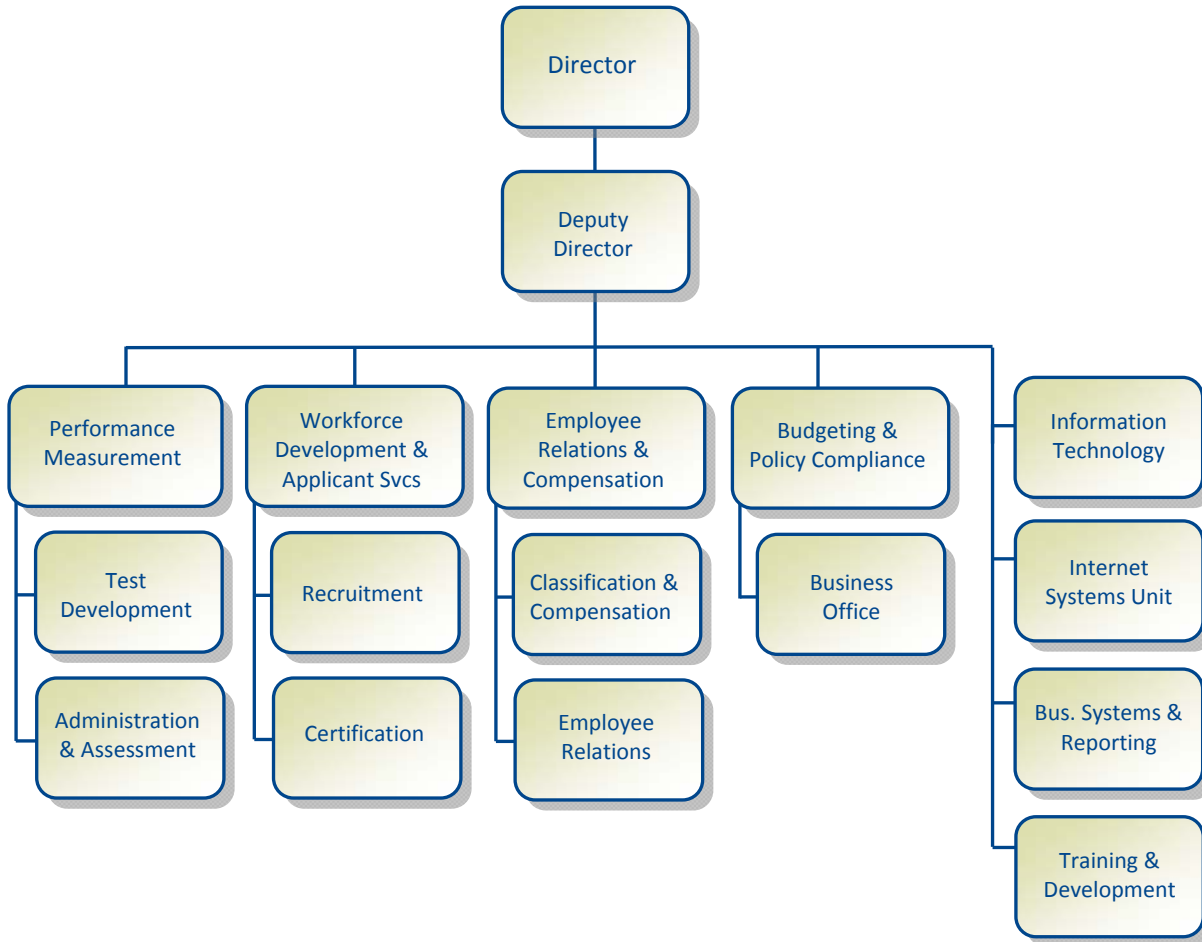 Director
Deputy
Director
Performance
Measurement
Workforce
Development &
Applicant Svcs
Employee
Relations &
Compensation
Budgeting &
Policy Compliance
Information
Technology
Test
Development
Recruitment
Classification &
Compensation
Business
Office
Internet
Systems Unit
Administration
& Assessment
Certification
Employee
Relations
Bus. Systems &
Reporting
Training &
Development